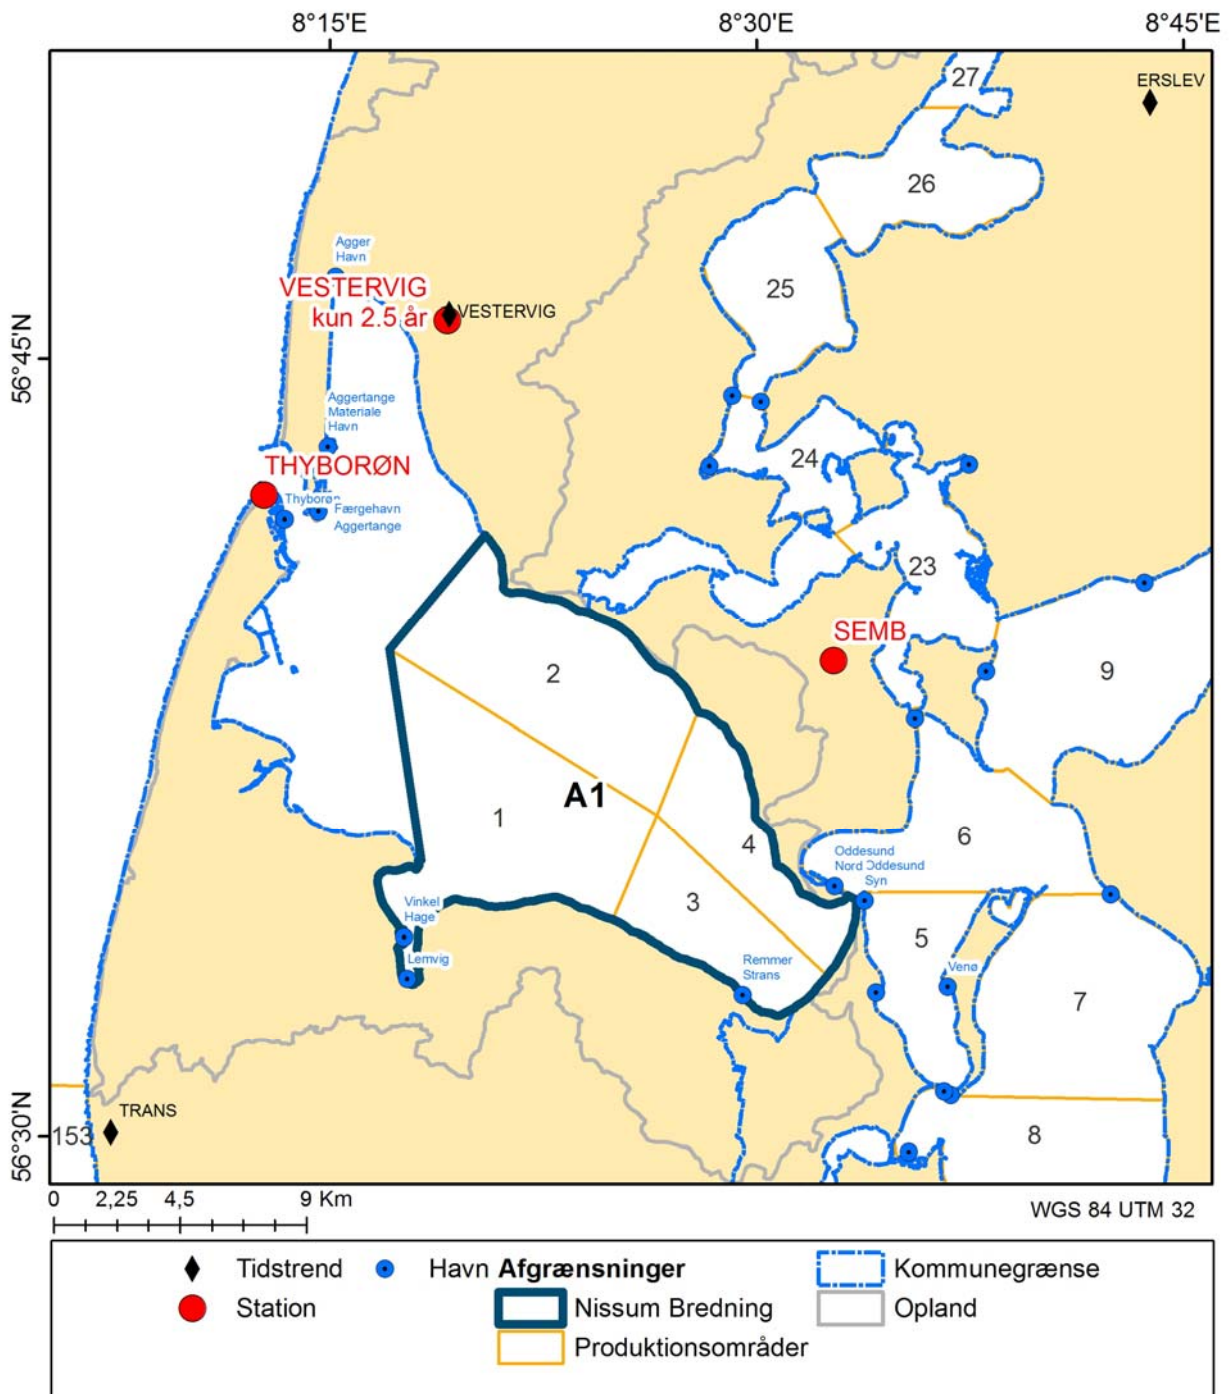 8°15'E
8°30'E
8°45'E
27
ERSLEV
26
Agger
Havn
25
VESTERVIG
kun 2.5 år
VESTERVIG
56°45'N
Aggertange
Materiale
Havn
24
THYBORØN
Thyborøn
Færgehavn
Aggertange
23
SEMB
2
9
A1
1
4
6
Oddesund
Nord Oddesund
Syn
3
Vinkel
Hage
5
Lemvig
Remmer
Strans
Venø
7
TRANS
56°30'N
153
8
0
2,25
4,5
9 Km
WGS 84 UTM 32
Tidstrend
Havn
Afgrænsninger
Kommunegrænse
Station
Nissum Bredning
Opland
Produktionsområder